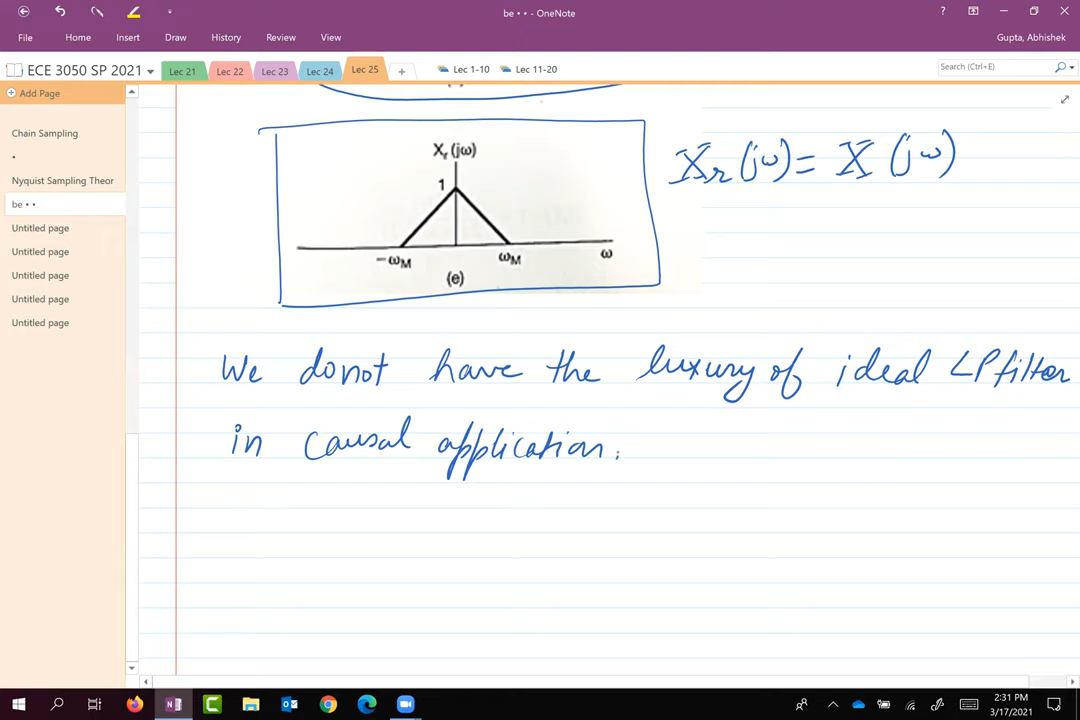 be • • - OneNote
Gupta, Abhishek
File Home Insert Draw History Review View
ECE 3050 SP 2021
Lec 21 Lec 22 Lec 23 Lec 24 Lec 25 + Lec 1-10 Lec 11-20
Search (Ctrl+E)
Add Page
Chain Sampling
•
Nyquist Sampling Theor
be • •
Untitled page
Untitled page
Untitled page
Untitled page
Untitled page
Xr (jω)
1
-ωM ωM ω
(e)
Xr (jω) = X (jω)
We donot have the luxury of ideal LPfilter
in causal application.
2:31 PM
3/17/2021